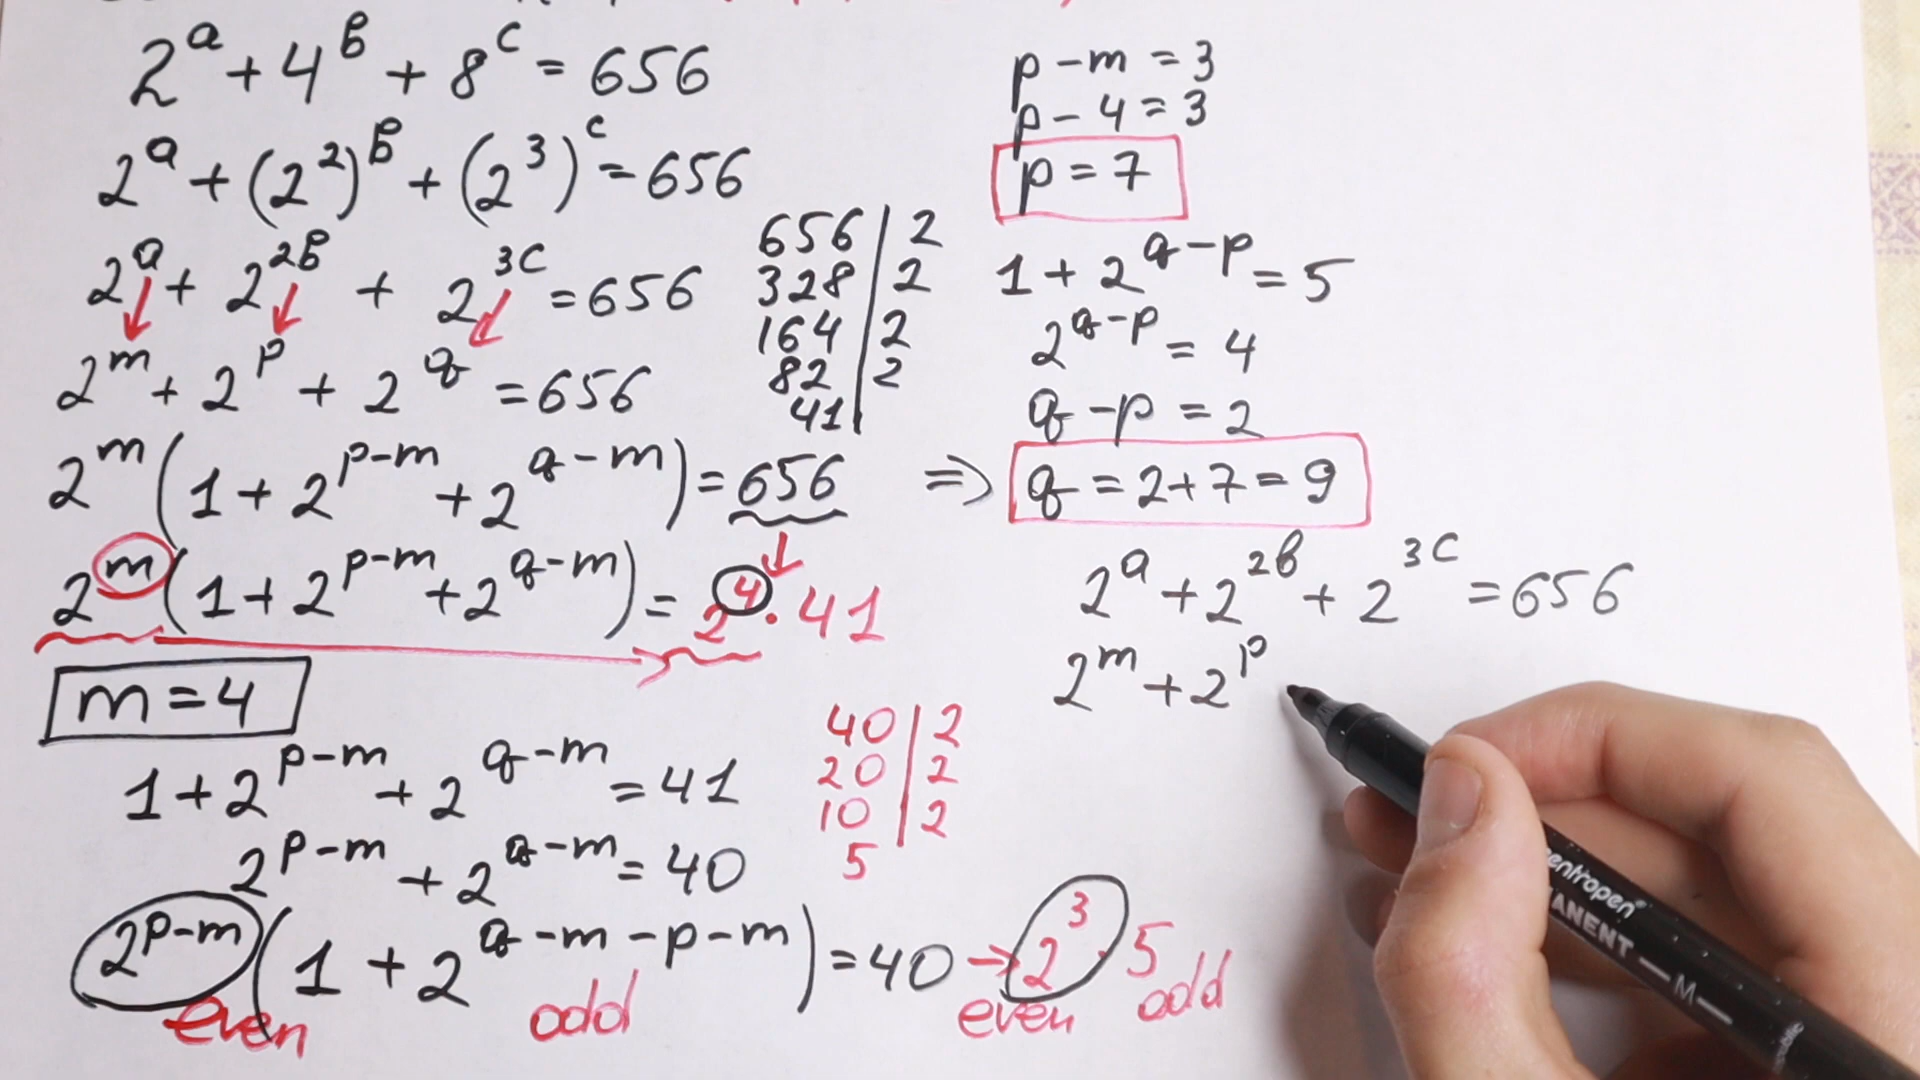 2^a + 4^b + 8^c = 656
2^a + (2^2)^b + (2^3)^c = 656
2^a + 2^{2b} + 2^{3c} = 656
2^m + 2^p + 2^q = 656
2^m (1 + 2^{p-m} + 2^{q-m}) = 656
2^m (1 + 2^{p-m} + 2^{q-m}) = 2^4 · 41
m = 4
1 + 2^{p-m} + 2^{q-m} = 41
2^{p-m} + 2^{q-m} = 40
2^{p-m} (1 + 2^{q-m-p-m}) = 40 → 2^3 · 5
even odd even odd
656 | 2
328 | 2
164 | 2
82 | 2
41
40 | 2
20 | 2
10 | 2
5
p - m = 3
p - 4 = 3
p = 7
1 + 2^{q-p} = 5
2^{q-p} = 4
q - p = 2
⇒ q = 2 + 7 = 9
2^a + 2^{2b} + 2^{3c} = 656
2^m + 2^p
centropen
PERMANENT — M —